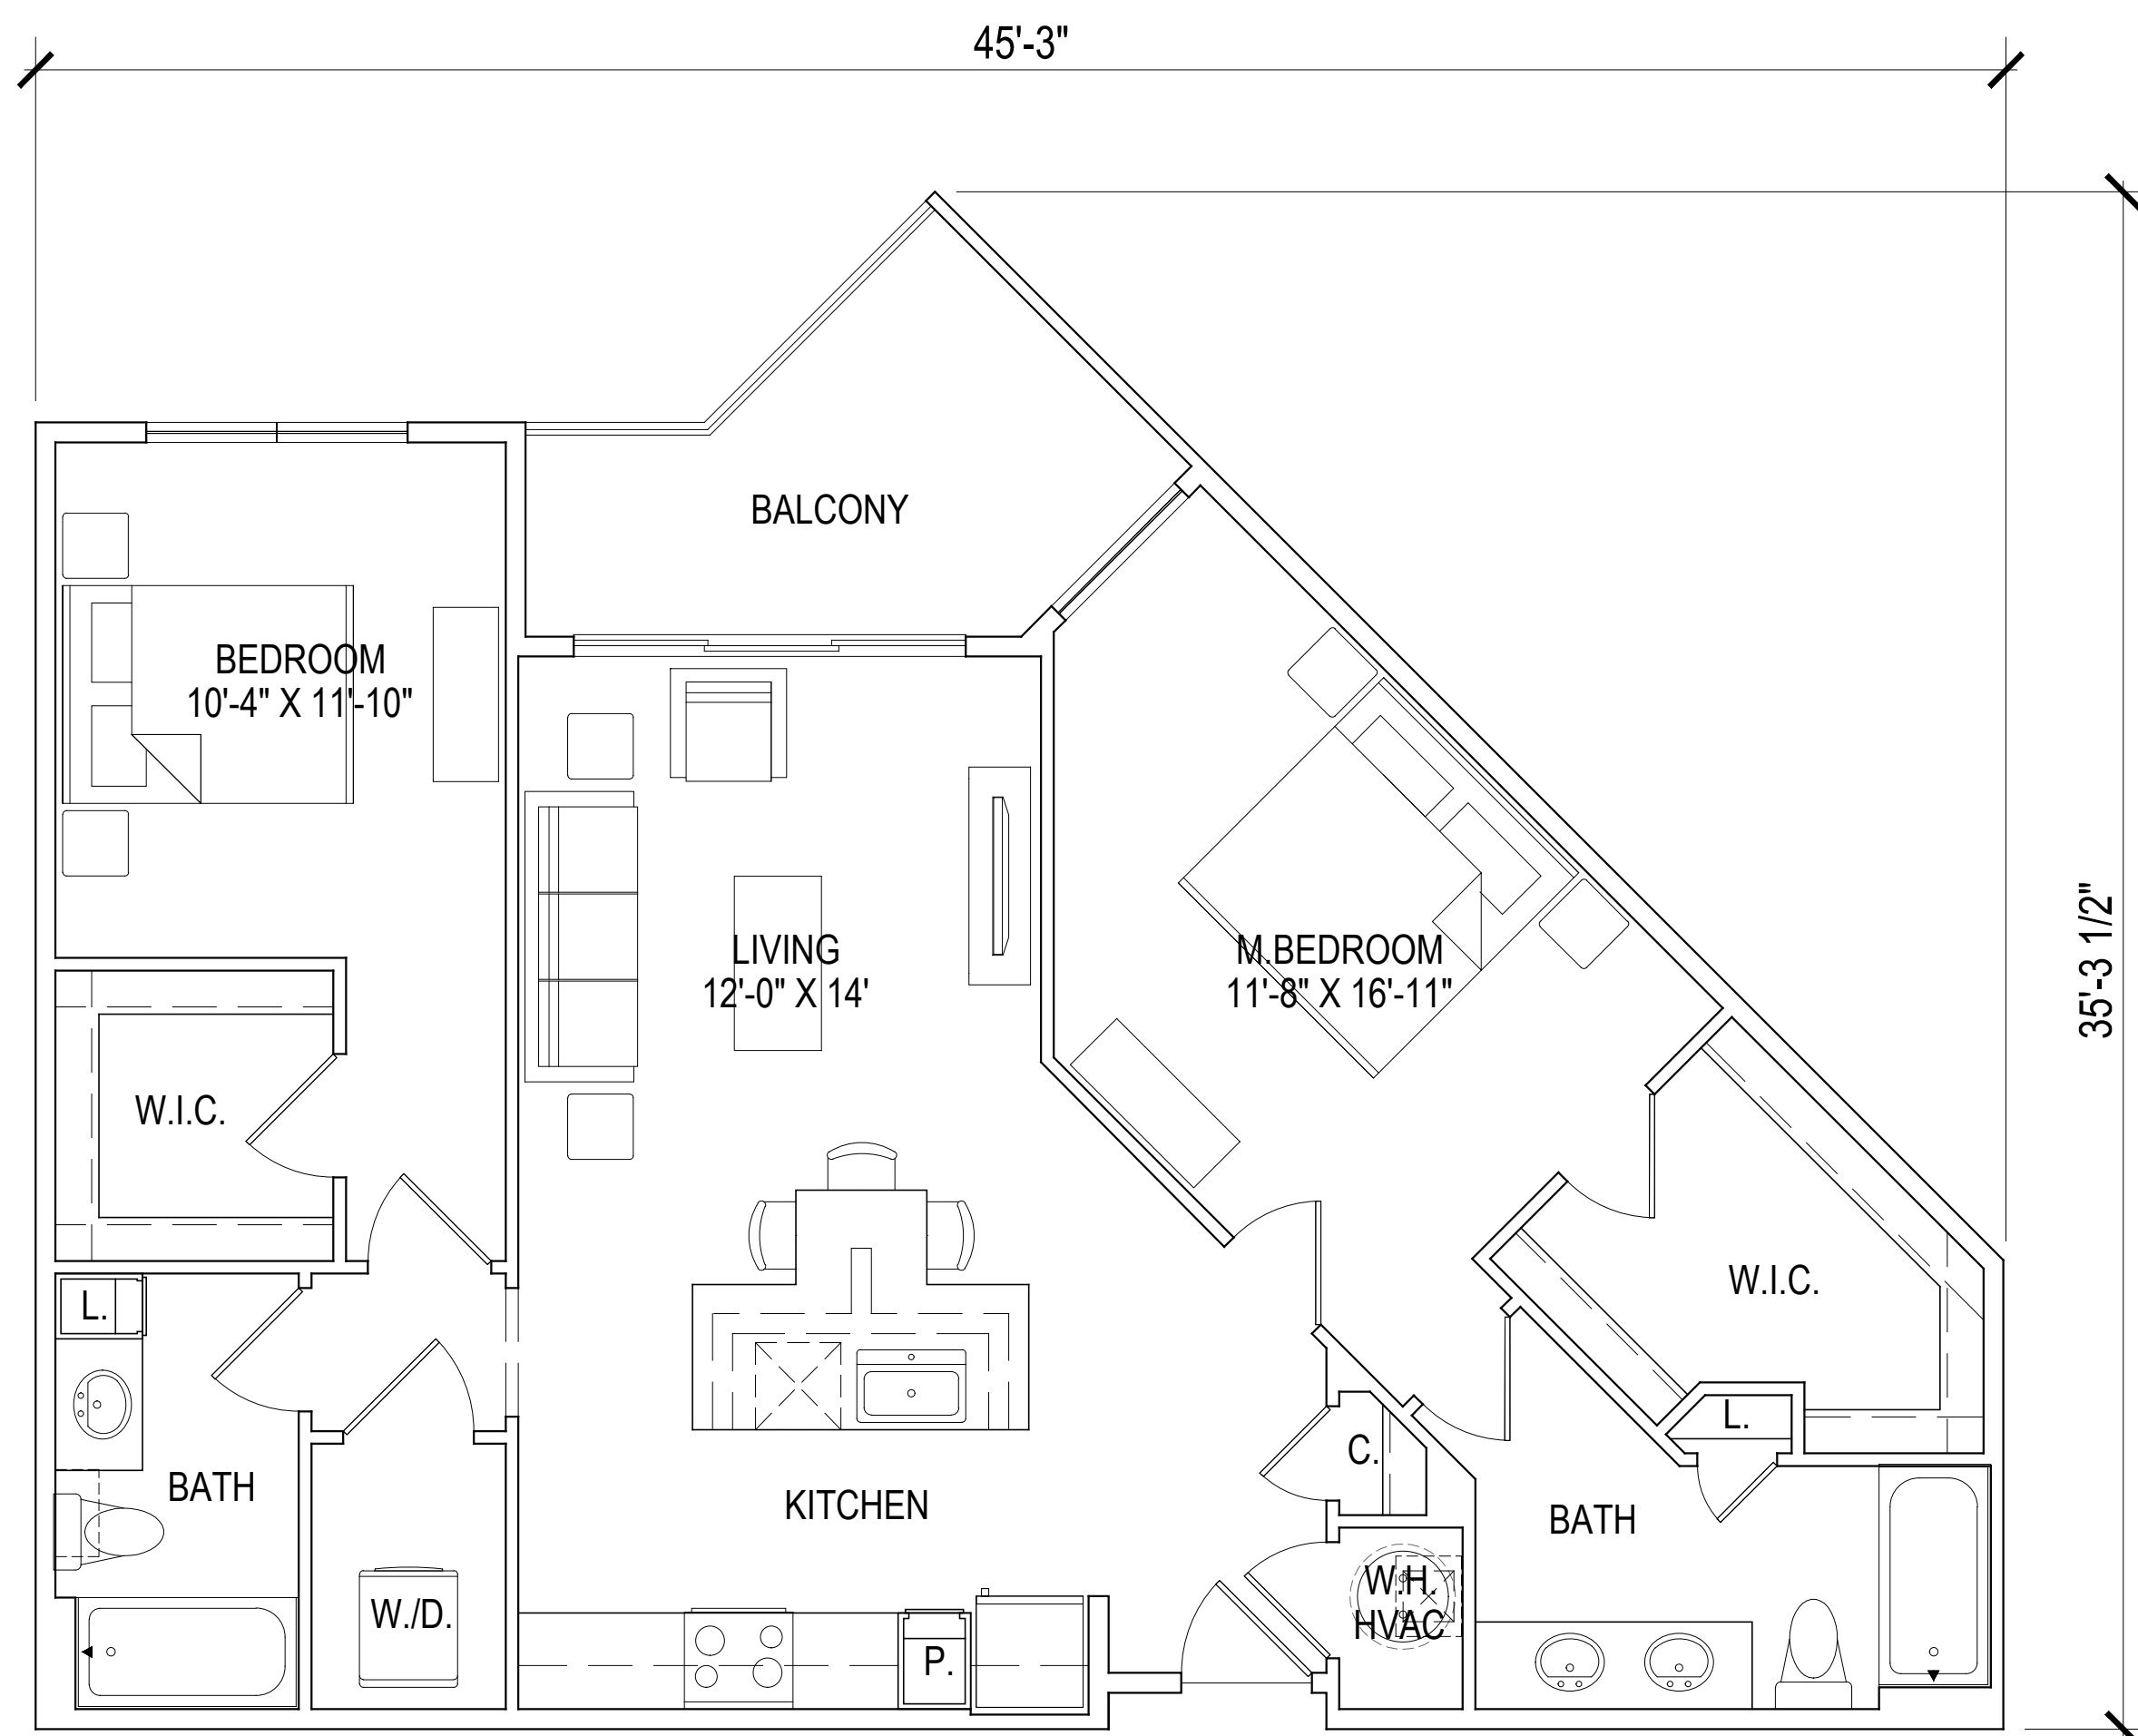 45'-3"
BALCONY
BEDROOM
10'-4" X 11'-10"
LIVING
12'-0" X 14'
M.BEDROOM
11'-8" X 16'-11"
35'-3 1/2"
W.I.C.
W.I.C.
L.
L.
C.
BATH
KITCHEN
BATH
W.H.
HVAC
W./D.
P.